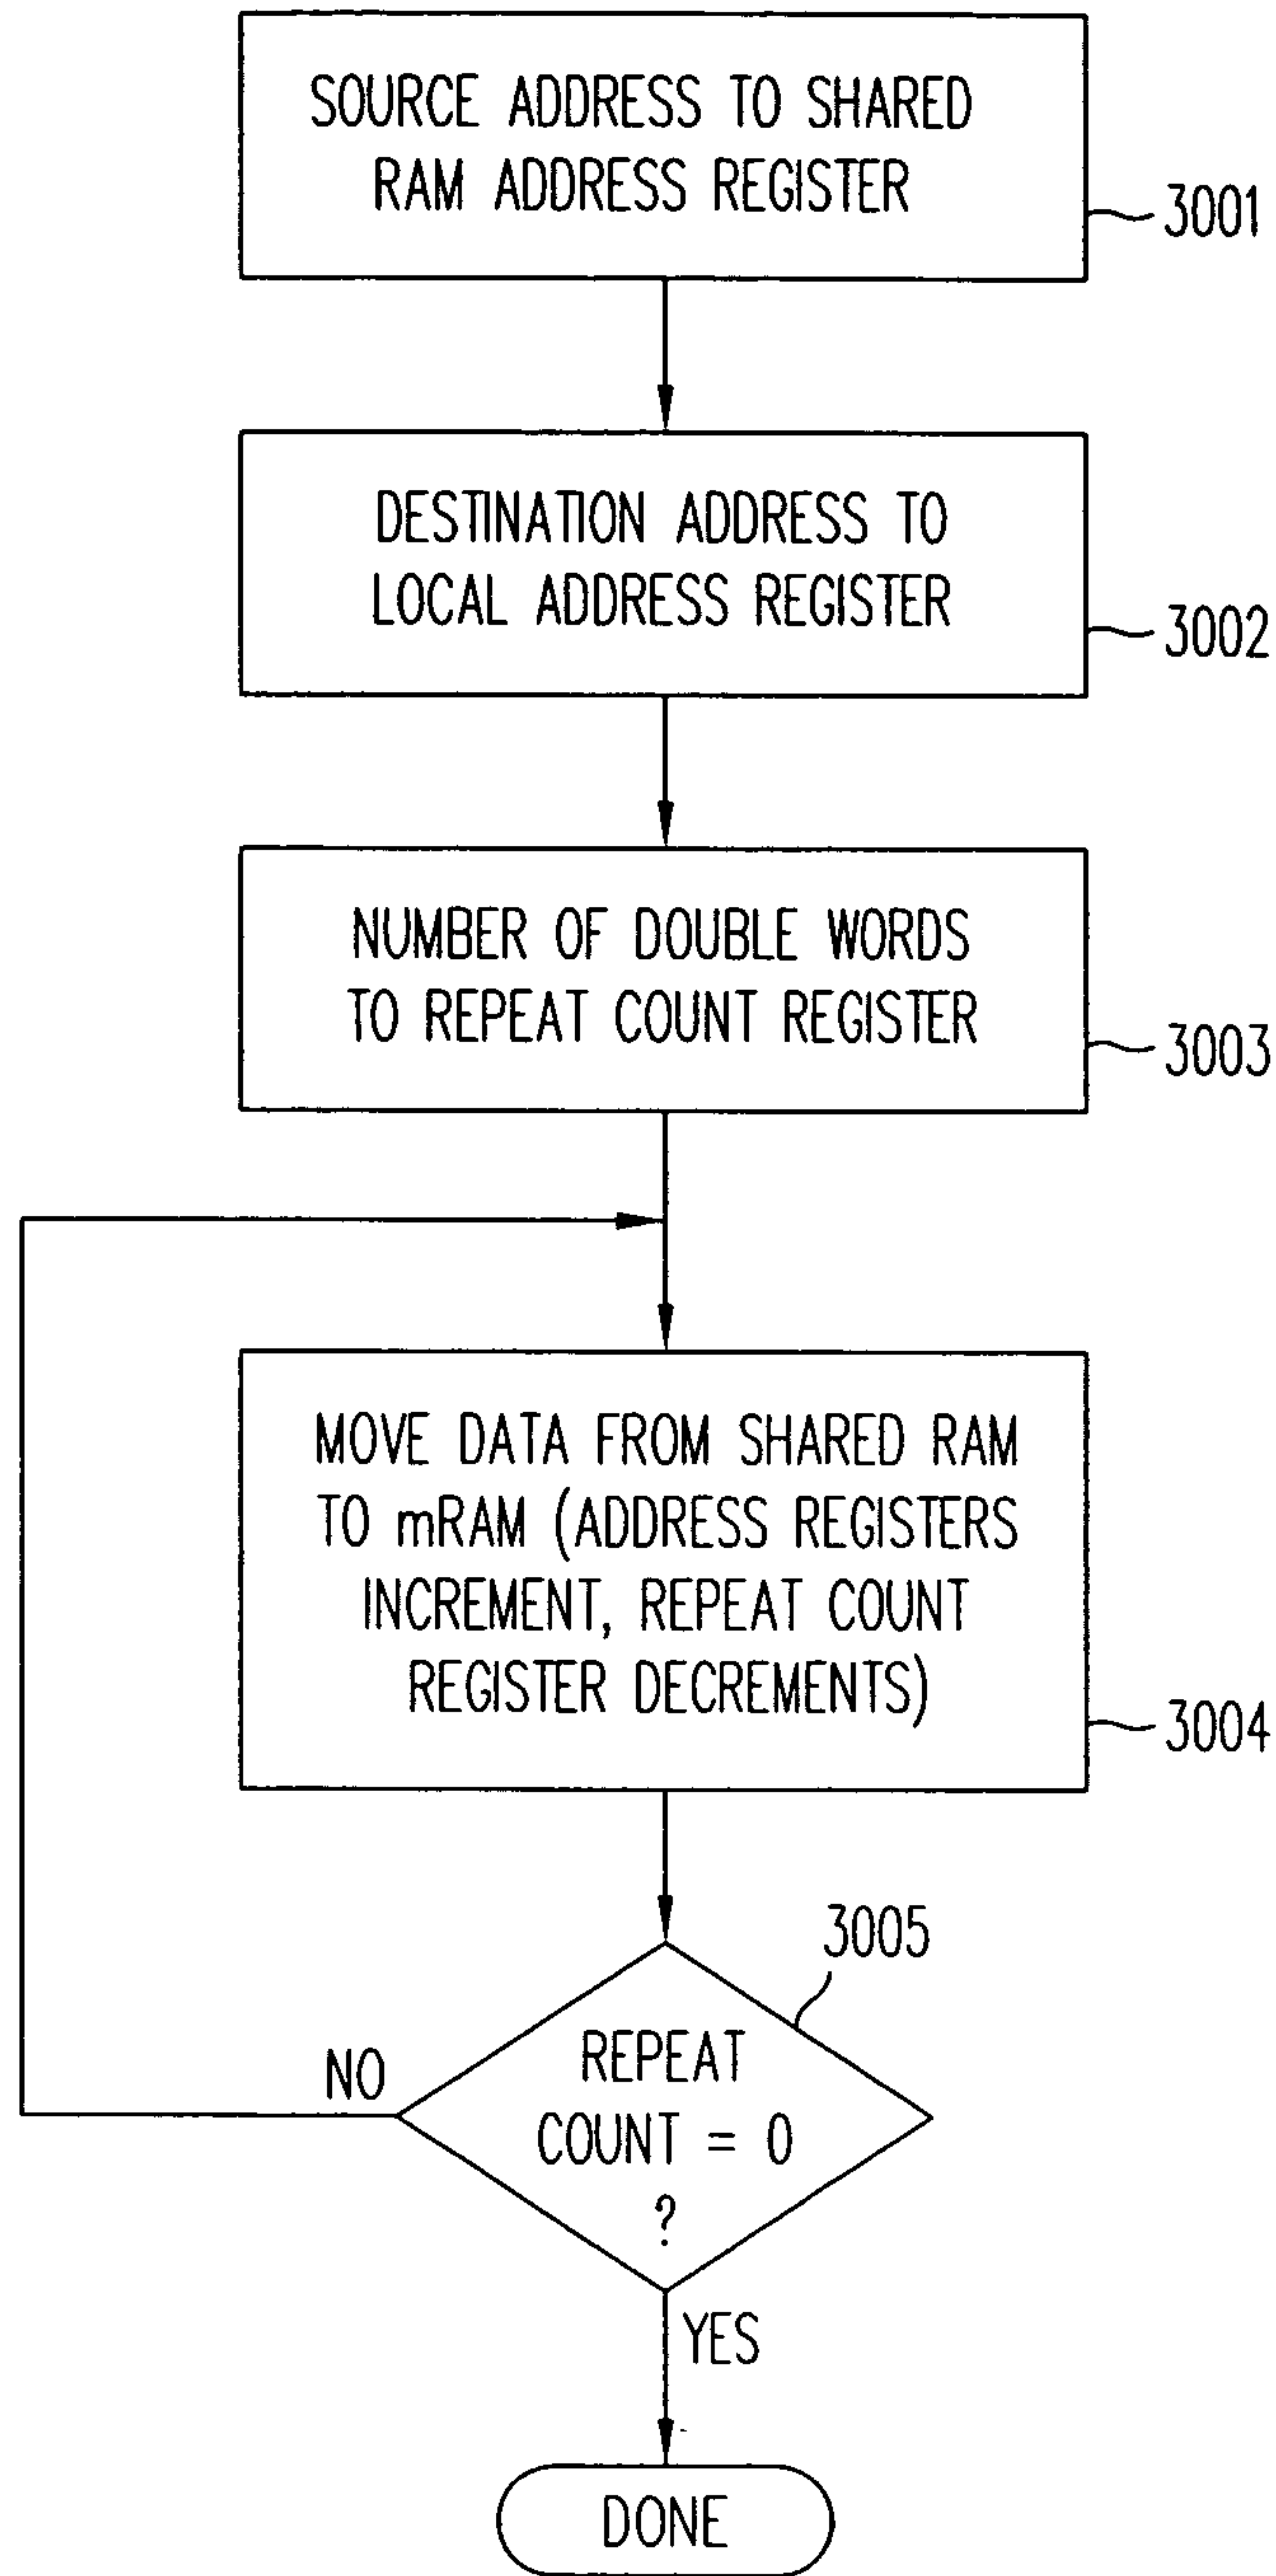 SOURCE ADDRESS TO SHARED
RAM ADDRESS REGISTER
3001
DESTINATION ADDRESS TO
LOCAL ADDRESS REGISTER
3002
NUMBER OF DOUBLE WORDS
TO REPEAT COUNT REGISTER
3003
MOVE DATA FROM SHARED RAM
TO mRAM (ADDRESS REGISTERS
INCREMENT, REPEAT COUNT
REGISTER DECREMENTS)
3004
3005
REPEAT
COUNT = 0
?
NO
YES
DONE